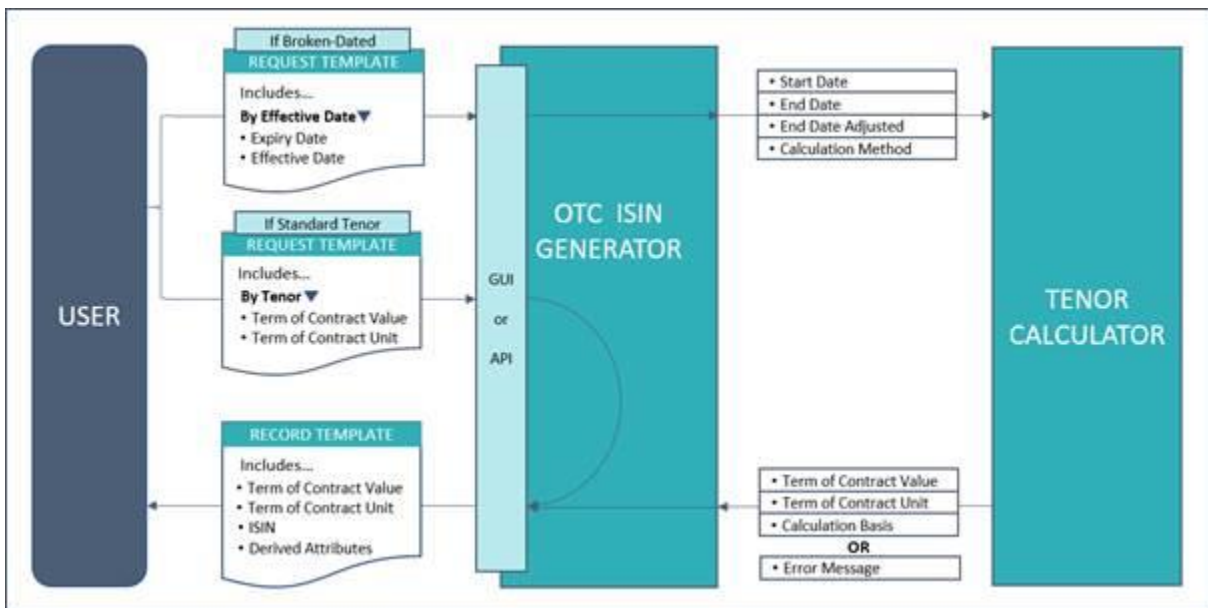 USER
If Broken-Dated
REQUEST TEMPLATE
Includes...
By Effective Date▼
• Expiry Date
• Effective Date
If Standard Tenor
REQUEST TEMPLATE
Includes...
By Tenor ▼
• Term of Contract Value
• Term of Contract Unit
RECORD TEMPLATE
Includes...
• Term of Contract Value
• Term of Contract Unit
• ISIN
• Derived Attributes
GUI
or
API
OTC ISIN
GENERATOR
• Start Date
• End Date
• End Date Adjusted
• Calculation Method
• Term of Contract Value
• Term of Contract Unit
• Calculation Basis
OR
• Error Message
TENOR
CALCULATOR